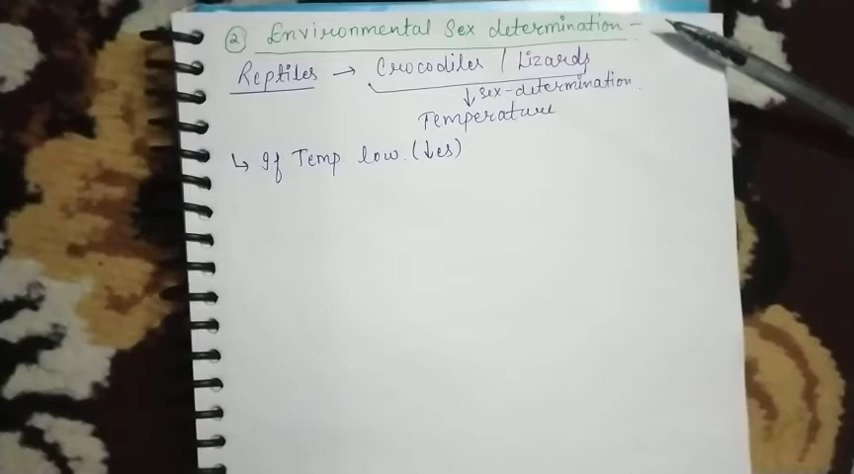 ② Environmental Sex determination -
Reptiles → Crocodiles / Lizards
↓ sex-determination.
Temperature
↳ If Temp low. (↓es)